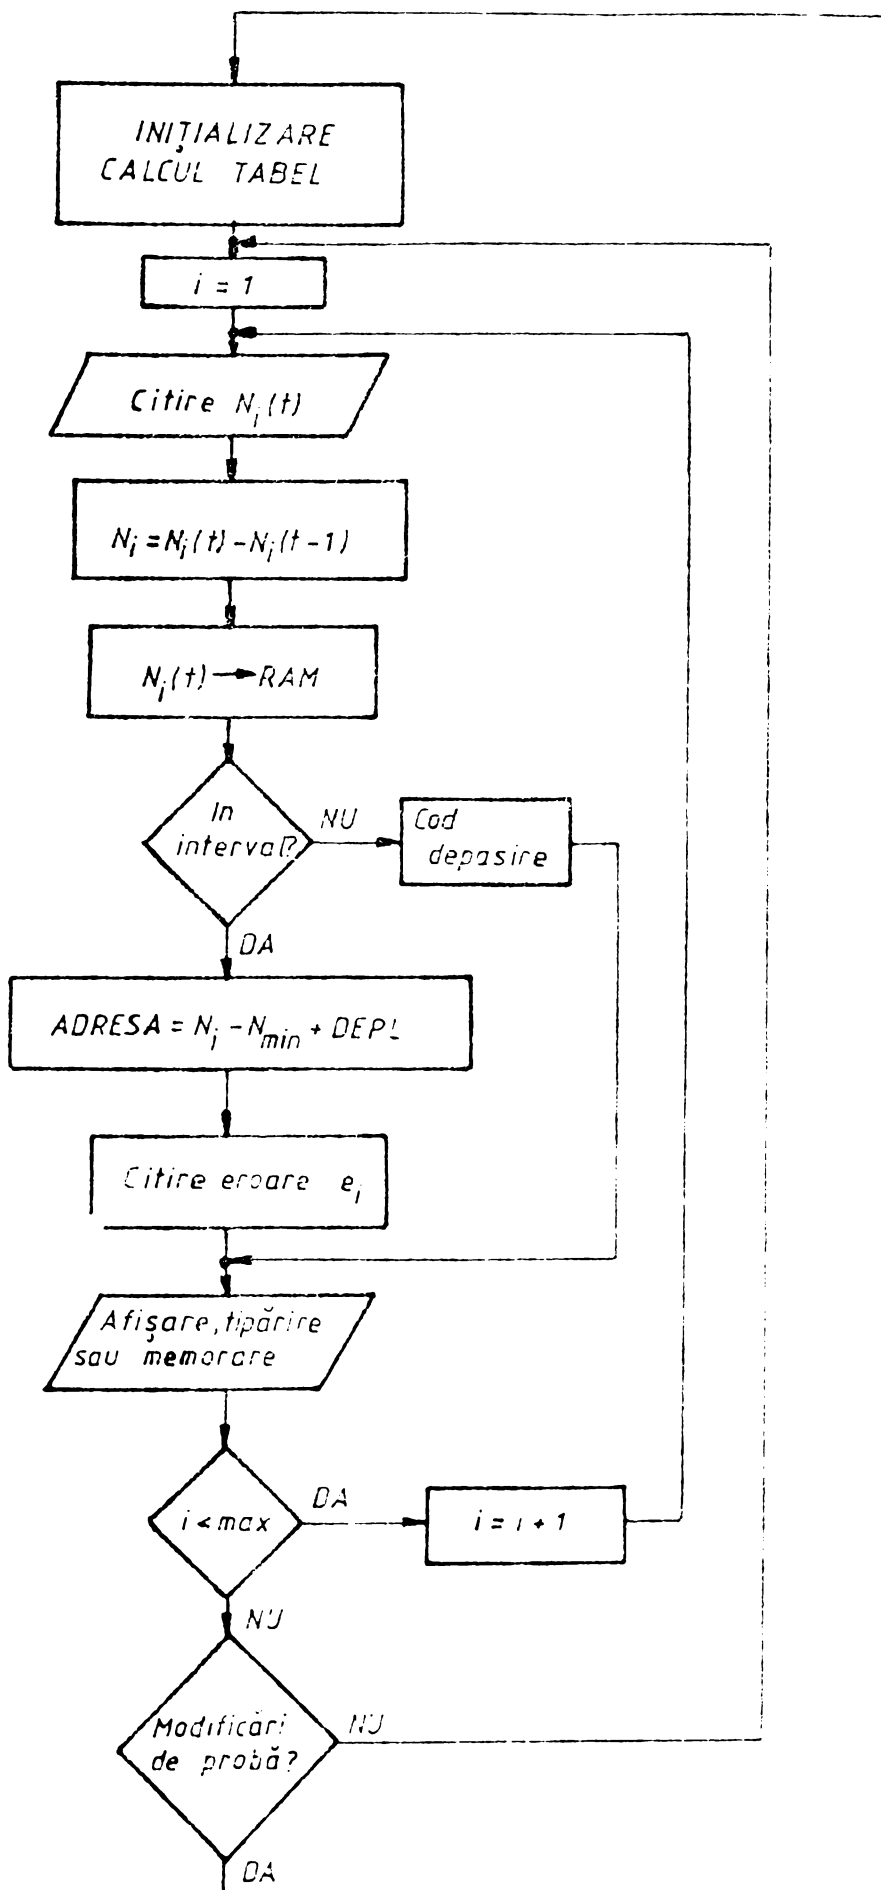 INIȚIALIZARE
CALCUL TABEL
i = 1
Citire N_i(t)
N_i = N_i(t) - N_i(t-1)
N_i(t) → RAM
In
interval?
NU
Cod
depasire
DA
ADRESA = N_i - N_min + DEPL
Citire eroare e_i
Afișare, tipărire
sau memorare
i < max
DA
i = i + 1
NU
Modificări
de probă?
NU
DA